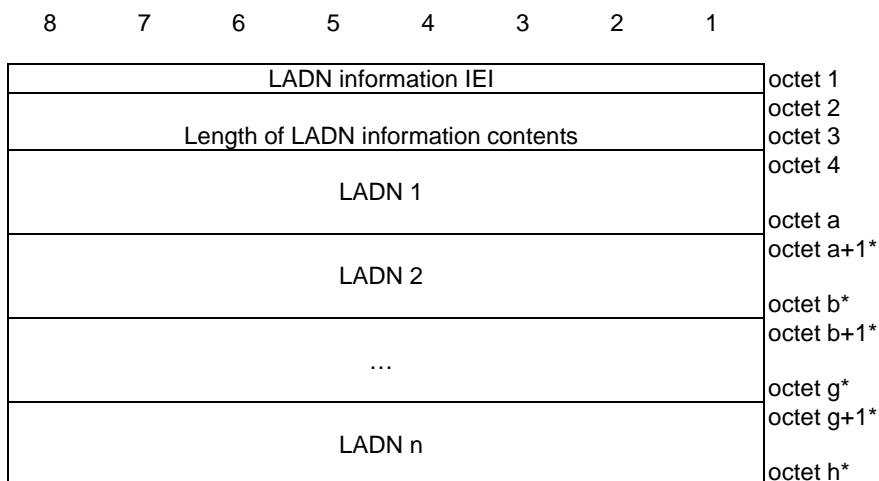 8 7 6 5 4 3 2 1
LADN information IEI octet 1
octet 2
Length of LADN information contents octet 3
octet 4
LADN 1
octet a
octet a+1*
LADN 2
octet b*
octet b+1*
…
octet g*
octet g+1*
LADN n
octet h*